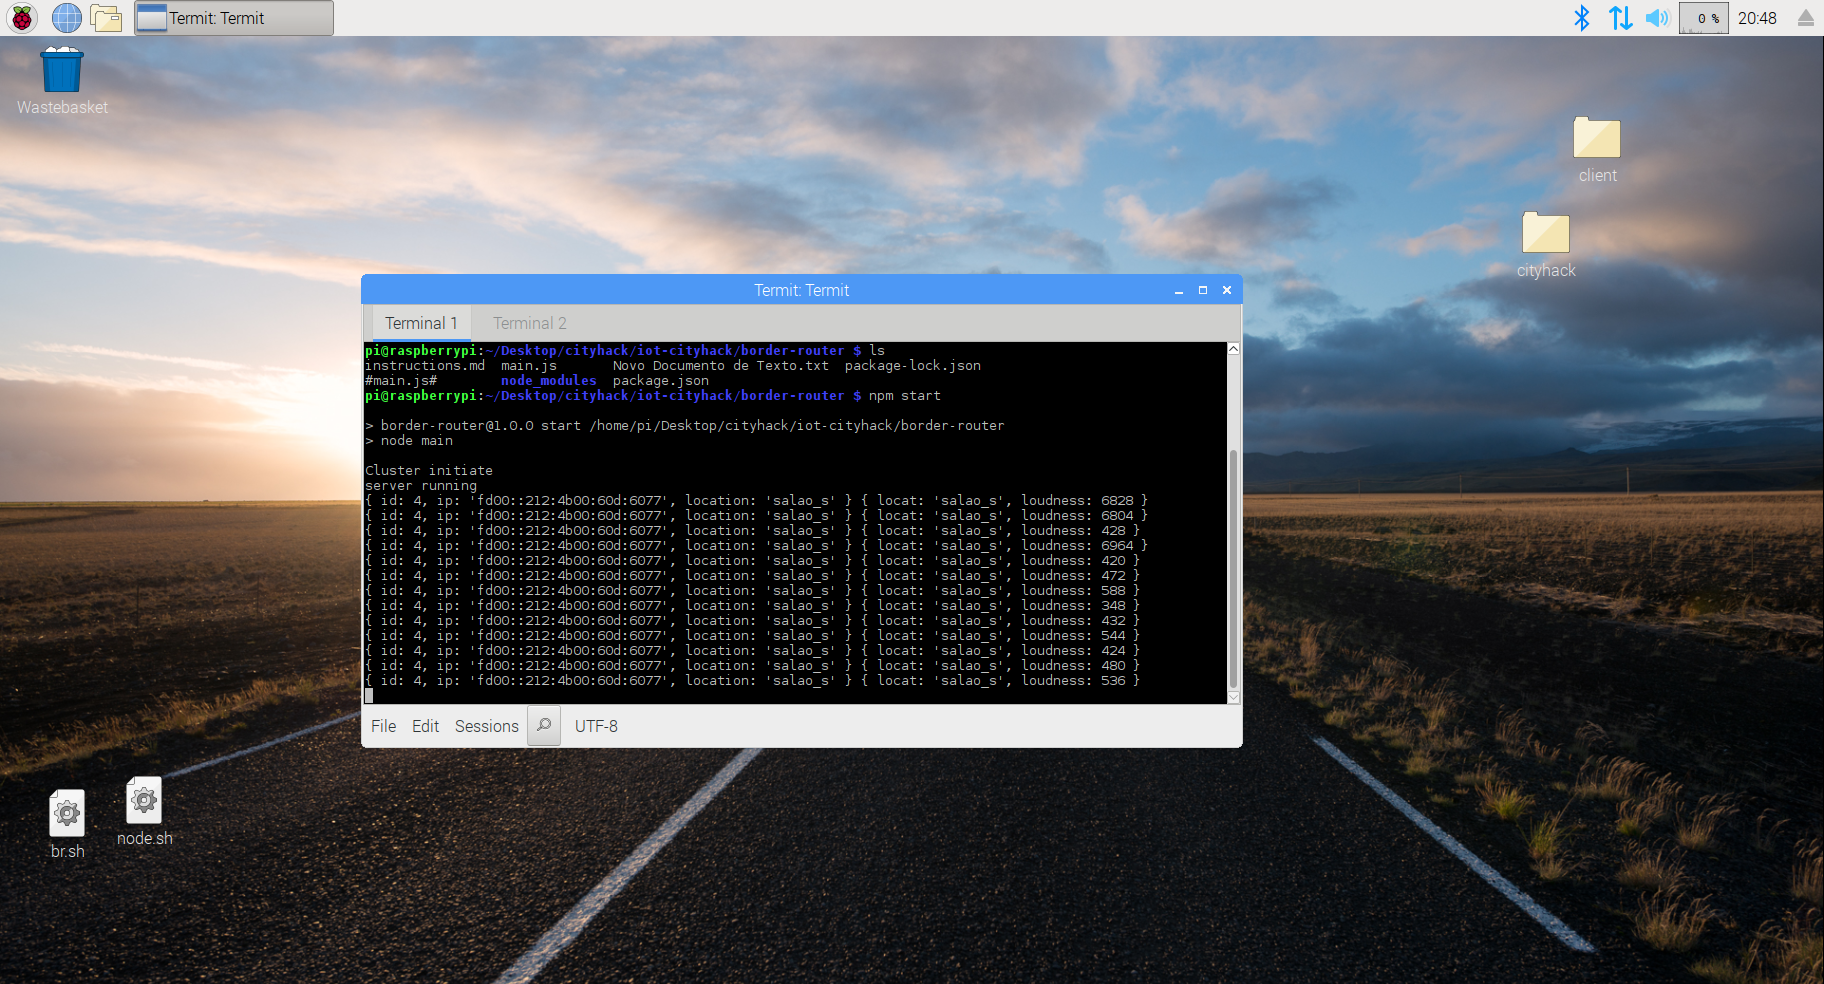 Termit: Termit
0 %
20:48
Wastebasket
client
cityhack
Termit: Termit
Terminal 1 Terminal 2
pi@raspberrypi:~/Desktop/cityhack/iot-cityhack/border-router $ ls
instructions.md  main.js       Novo Documento de Texto.txt  package-lock.json
#main.js#        node_modules  package.json
pi@raspberrypi:~/Desktop/cityhack/iot-cityhack/border-router $ npm start
> border-router@1.0.0 start /home/pi/Desktop/cityhack/iot-cityhack/border-router
> node main
Cluster initiate
server running
{ id: 4, ip: 'fd00::212:4b00:60d:6077', location: 'salao_s' } { locat: 'salao_s', loudness: 6828 }
{ id: 4, ip: 'fd00::212:4b00:60d:6077', location: 'salao_s' } { locat: 'salao_s', loudness: 6804 }
{ id: 4, ip: 'fd00::212:4b00:60d:6077', location: 'salao_s' } { locat: 'salao_s', loudness: 428 }
{ id: 4, ip: 'fd00::212:4b00:60d:6077', location: 'salao_s' } { locat: 'salao_s', loudness: 6964 }
{ id: 4, ip: 'fd00::212:4b00:60d:6077', location: 'salao_s' } { locat: 'salao_s', loudness: 420 }
{ id: 4, ip: 'fd00::212:4b00:60d:6077', location: 'salao_s' } { locat: 'salao_s', loudness: 472 }
{ id: 4, ip: 'fd00::212:4b00:60d:6077', location: 'salao_s' } { locat: 'salao_s', loudness: 588 }
{ id: 4, ip: 'fd00::212:4b00:60d:6077', location: 'salao_s' } { locat: 'salao_s', loudness: 348 }
{ id: 4, ip: 'fd00::212:4b00:60d:6077', location: 'salao_s' } { locat: 'salao_s', loudness: 432 }
{ id: 4, ip: 'fd00::212:4b00:60d:6077', location: 'salao_s' } { locat: 'salao_s', loudness: 544 }
{ id: 4, ip: 'fd00::212:4b00:60d:6077', location: 'salao_s' } { locat: 'salao_s', loudness: 424 }
{ id: 4, ip: 'fd00::212:4b00:60d:6077', location: 'salao_s' } { locat: 'salao_s', loudness: 480 }
{ id: 4, ip: 'fd00::212:4b00:60d:6077', location: 'salao_s' } { locat: 'salao_s', loudness: 536 }
File Edit Sessions UTF-8
node.sh
br.sh